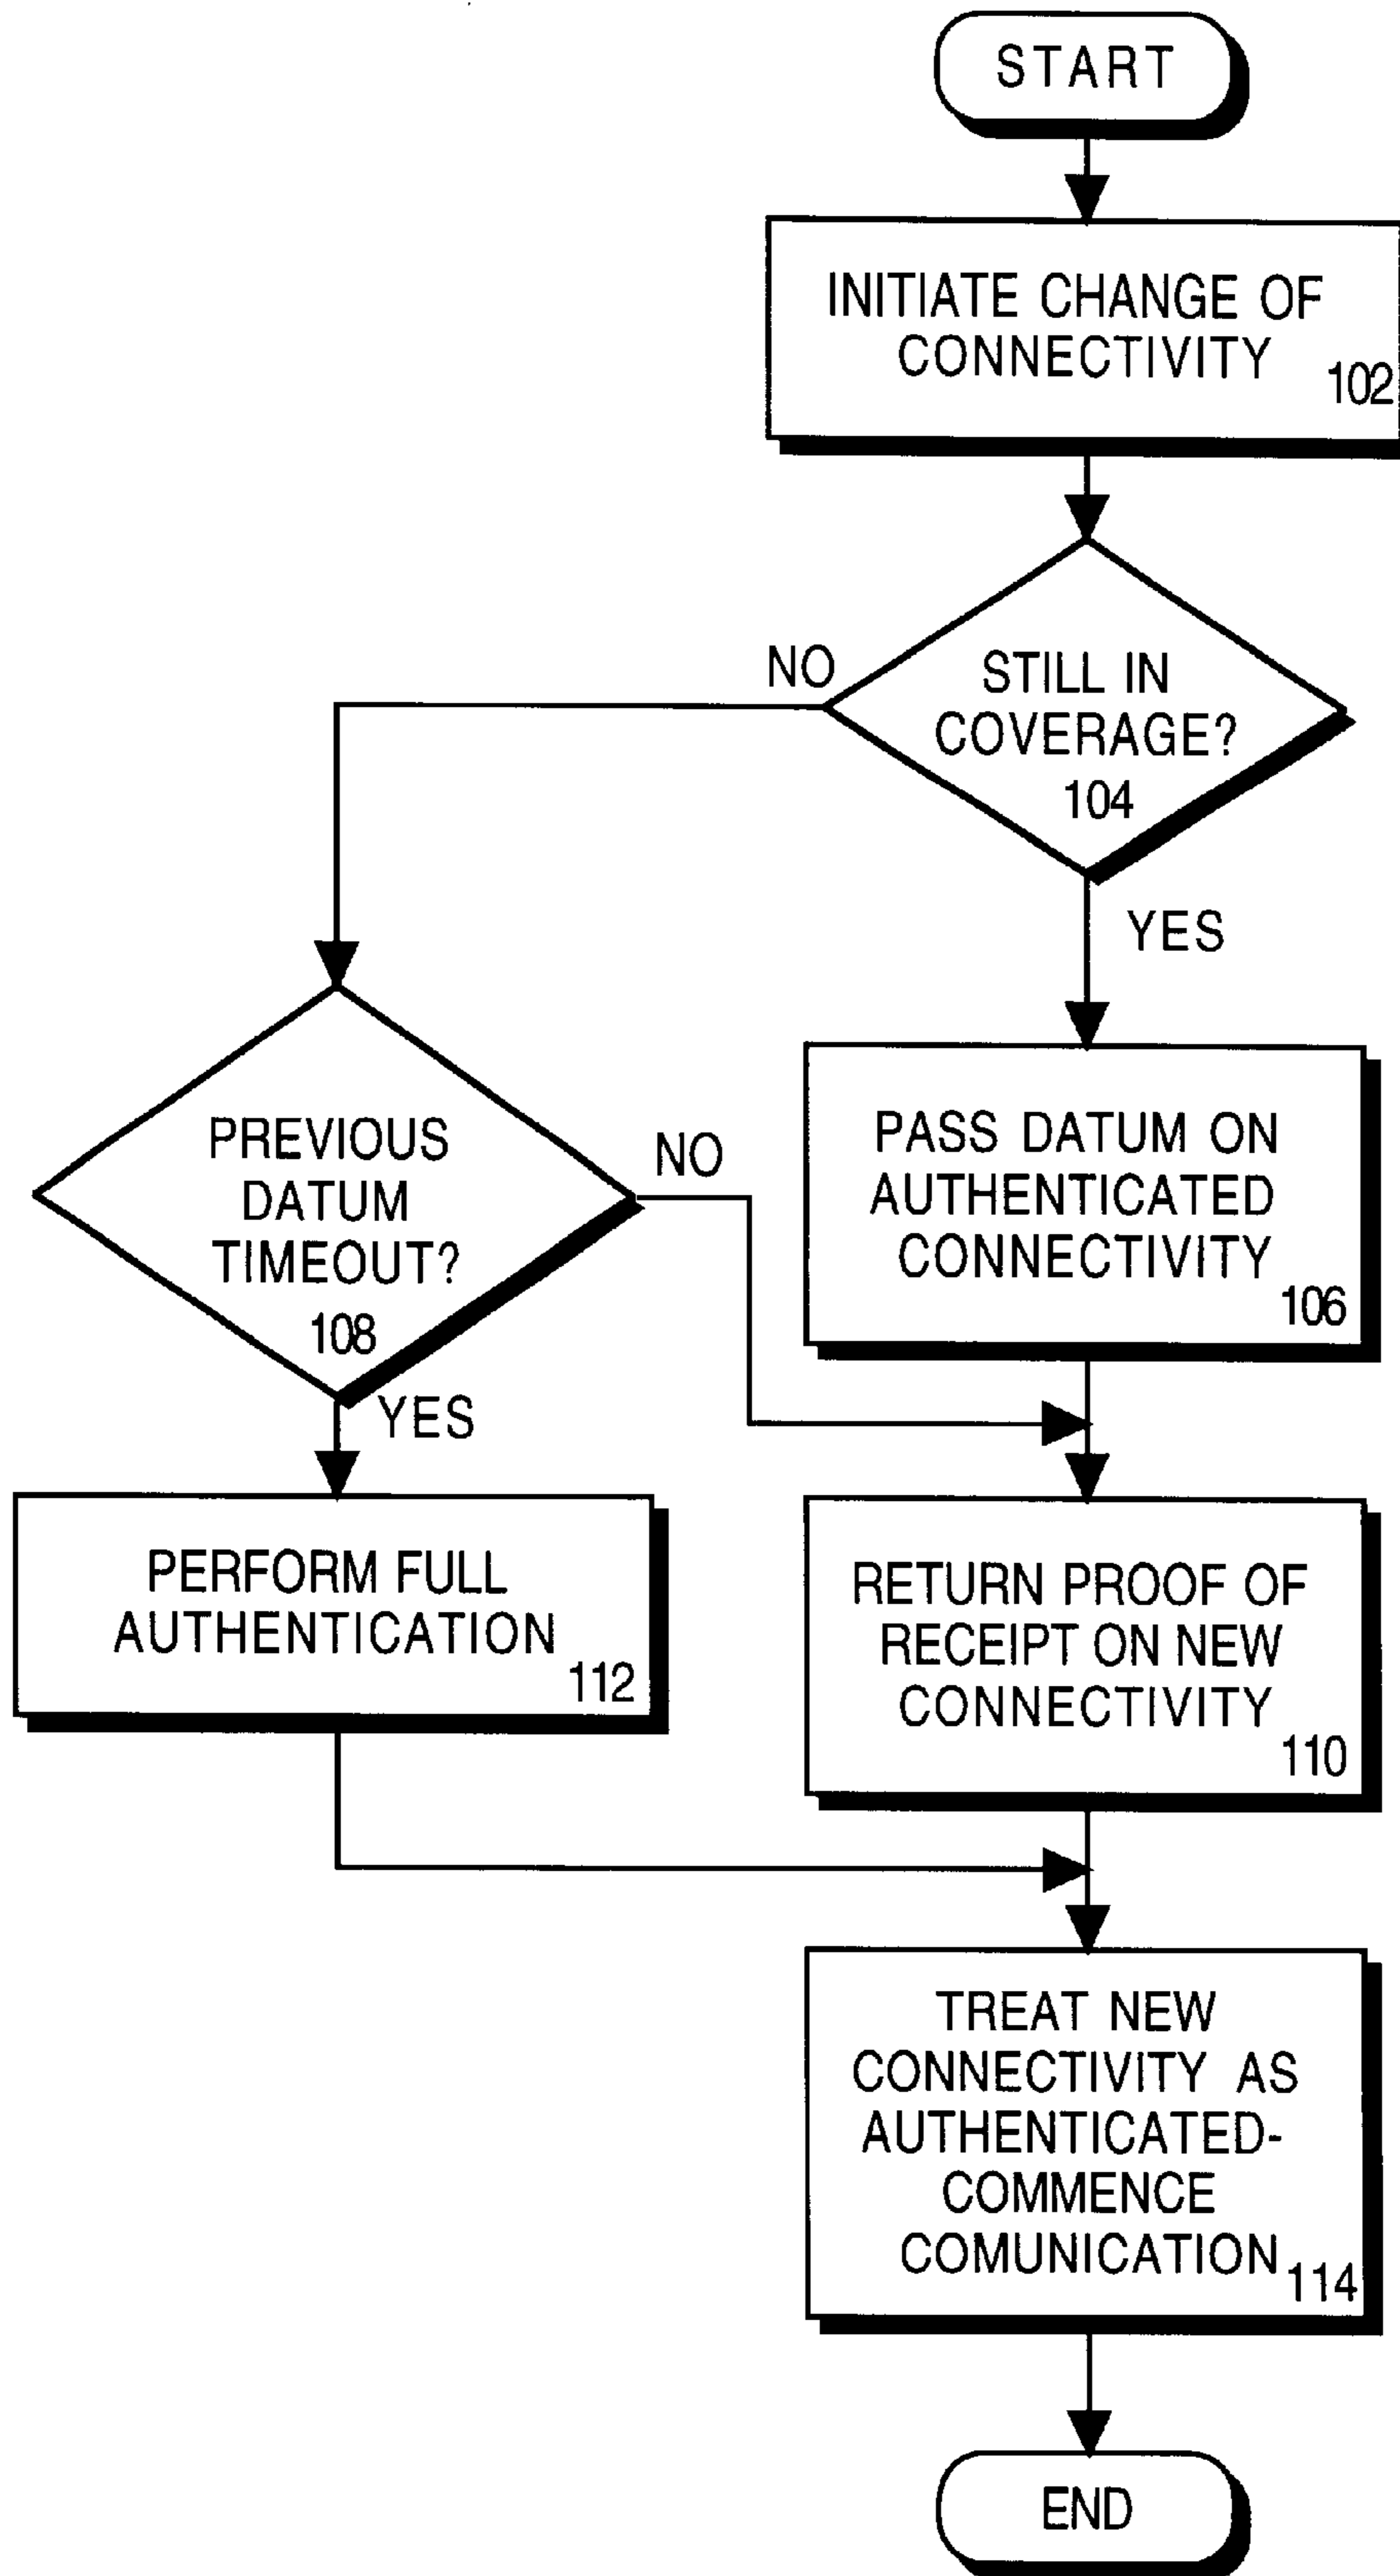 START
INITIATE CHANGE OF
CONNECTIVITY
102
NO
STILL IN
COVERAGE?
104
YES
PREVIOUS
DATUM
TIMEOUT?
108
NO
YES
PASS DATUM ON
AUTHENTICATED
CONNECTIVITY
106
PERFORM FULL
AUTHENTICATION
112
RETURN PROOF OF
RECEIPT ON NEW
CONNECTIVITY
110
TREAT NEW
CONNECTIVITY AS
AUTHENTICATED-
COMMENCE
COMUNICATION
114
END